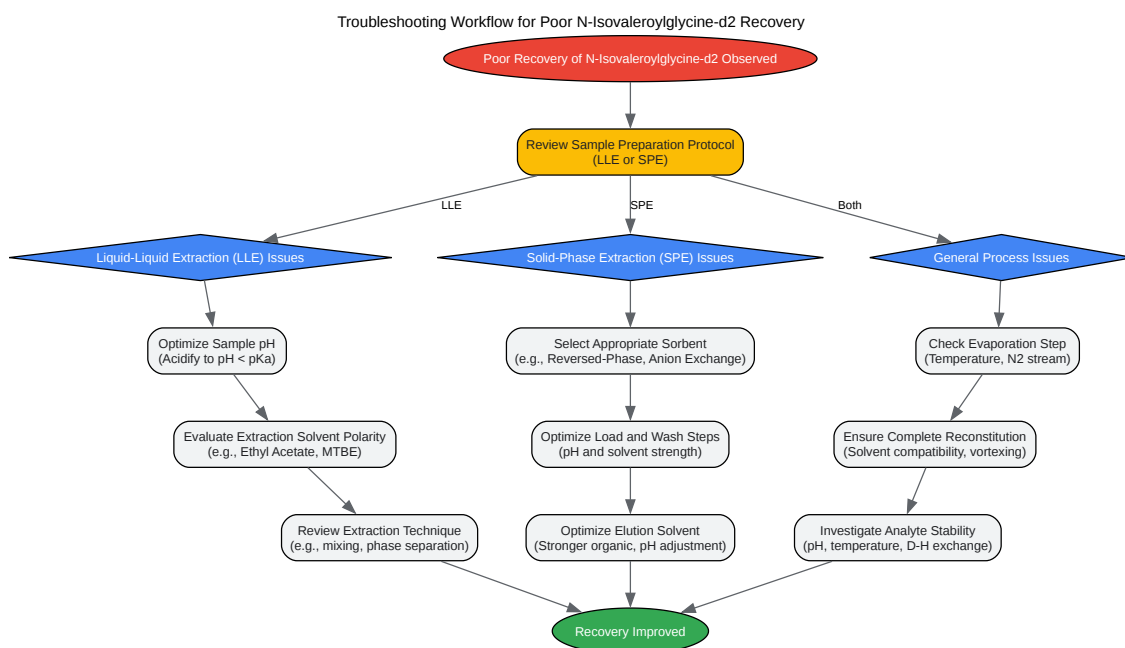 Troubleshooting Workflow for Poor N-Isovaleroylglycine-d2 Recovery
Poor Recovery of N-Isovaleroylglycine-d2 Observed
Review Sample Preparation Protocol
(LLE or SPE)
LLE
SPE
Both
Liquid-Liquid Extraction (LLE) Issues
Solid-Phase Extraction (SPE) Issues
General Process Issues
Optimize Sample pH
(Acidify to pH < pKa)
Select Appropriate Sorbent
(e.g., Reversed-Phase, Anion Exchange)
Check Evaporation Step
(Temperature, N2 stream)
Evaluate Extraction Solvent Polarity
(e.g., Ethyl Acetate, MTBE)
Optimize Load and Wash Steps
(pH and solvent strength)
Ensure Complete Reconstitution
(Solvent compatibility, vortexing)
Review Extraction Technique
(e.g., mixing, phase separation)
Optimize Elution Solvent
(Stronger organic, pH adjustment)
Investigate Analyte Stability
(pH, temperature, D-H exchange)
Recovery Improved